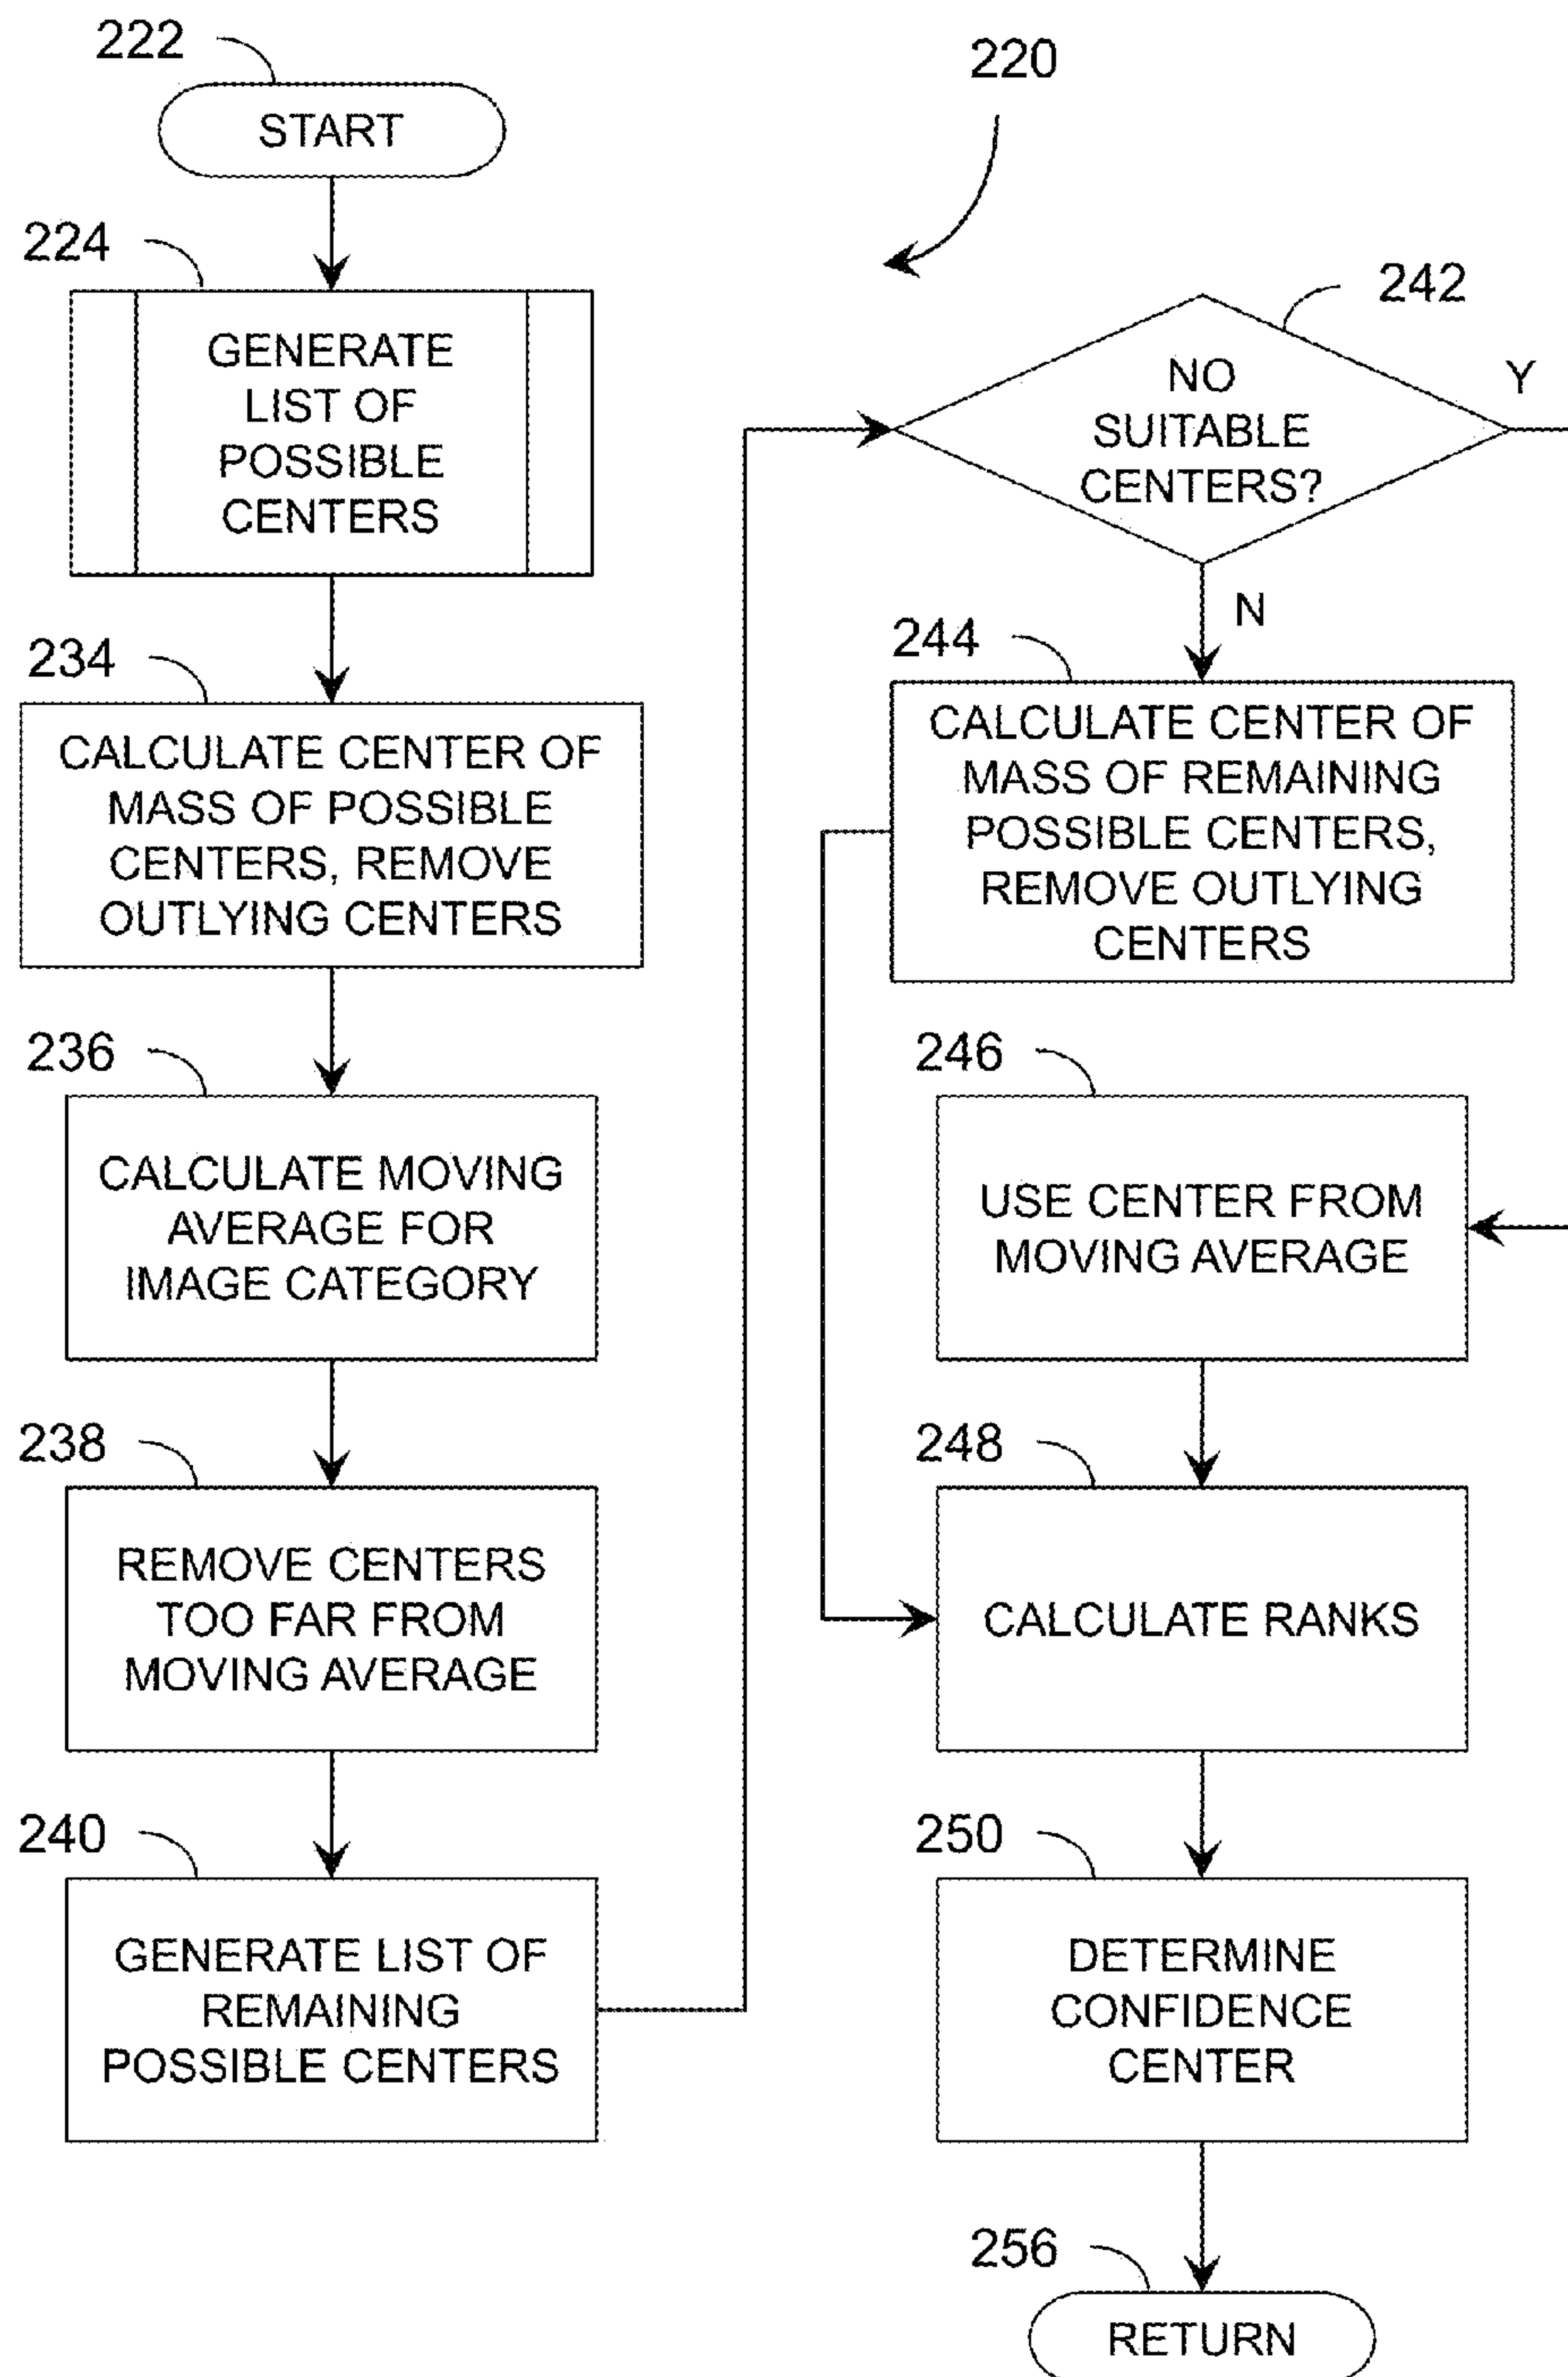 222
START
220
224
GENERATE
LIST OF
POSSIBLE
CENTERS
234
CALCULATE CENTER OF
MASS OF POSSIBLE
CENTERS, REMOVE
OUTLYING CENTERS
236
CALCULATE MOVING
AVERAGE FOR
IMAGE CATEGORY
238
REMOVE CENTERS
TOO FAR FROM
MOVING AVERAGE
240
GENERATE LIST OF
REMAINING
POSSIBLE CENTERS
242
NO
SUITABLE
CENTERS?
Y
N
244
CALCULATE CENTER OF
MASS OF REMAINING
POSSIBLE CENTERS,
REMOVE OUTLYING
CENTERS
246
USE CENTER FROM
MOVING AVERAGE
248
CALCULATE RANKS
250
DETERMINE
CONFIDENCE
CENTER
256
RETURN